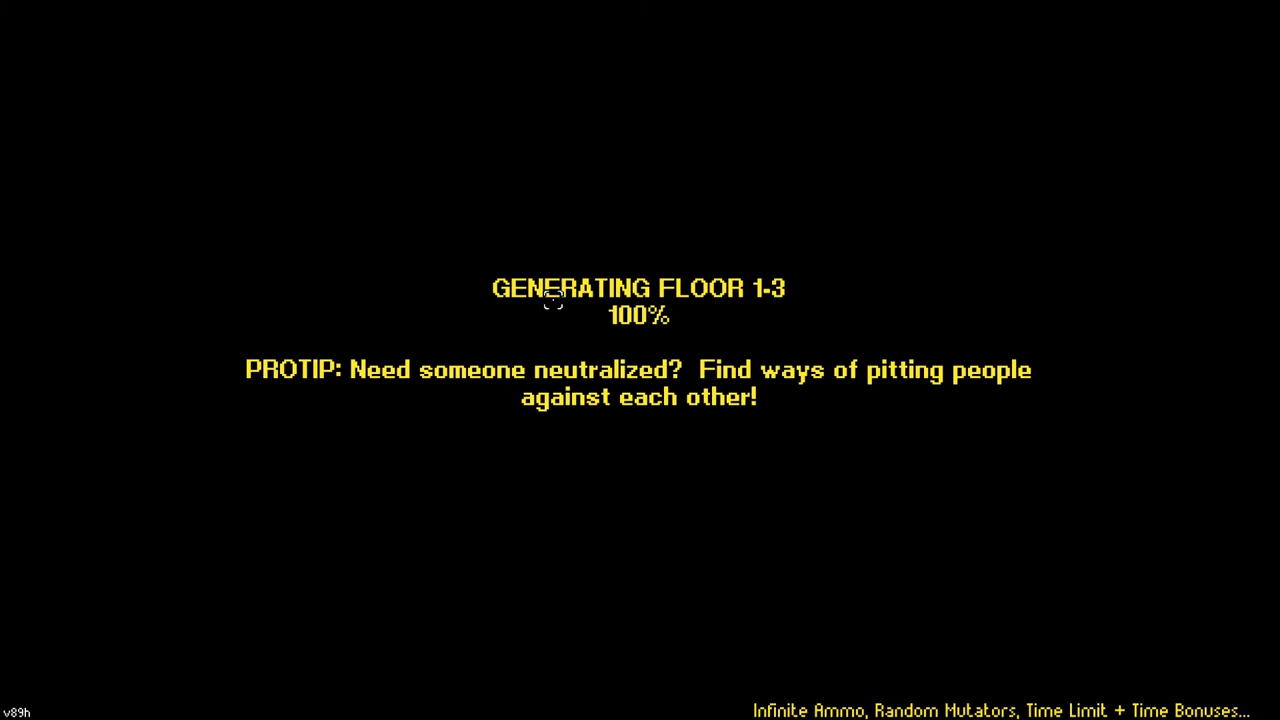 GENERATING FLOOR 1-3
100%
PROTIP: Need someone neutralized?  Find ways of pitting people
against each other!
v89h
Infinite Ammo, Random Mutators, Time Limit + Time Bonuses...